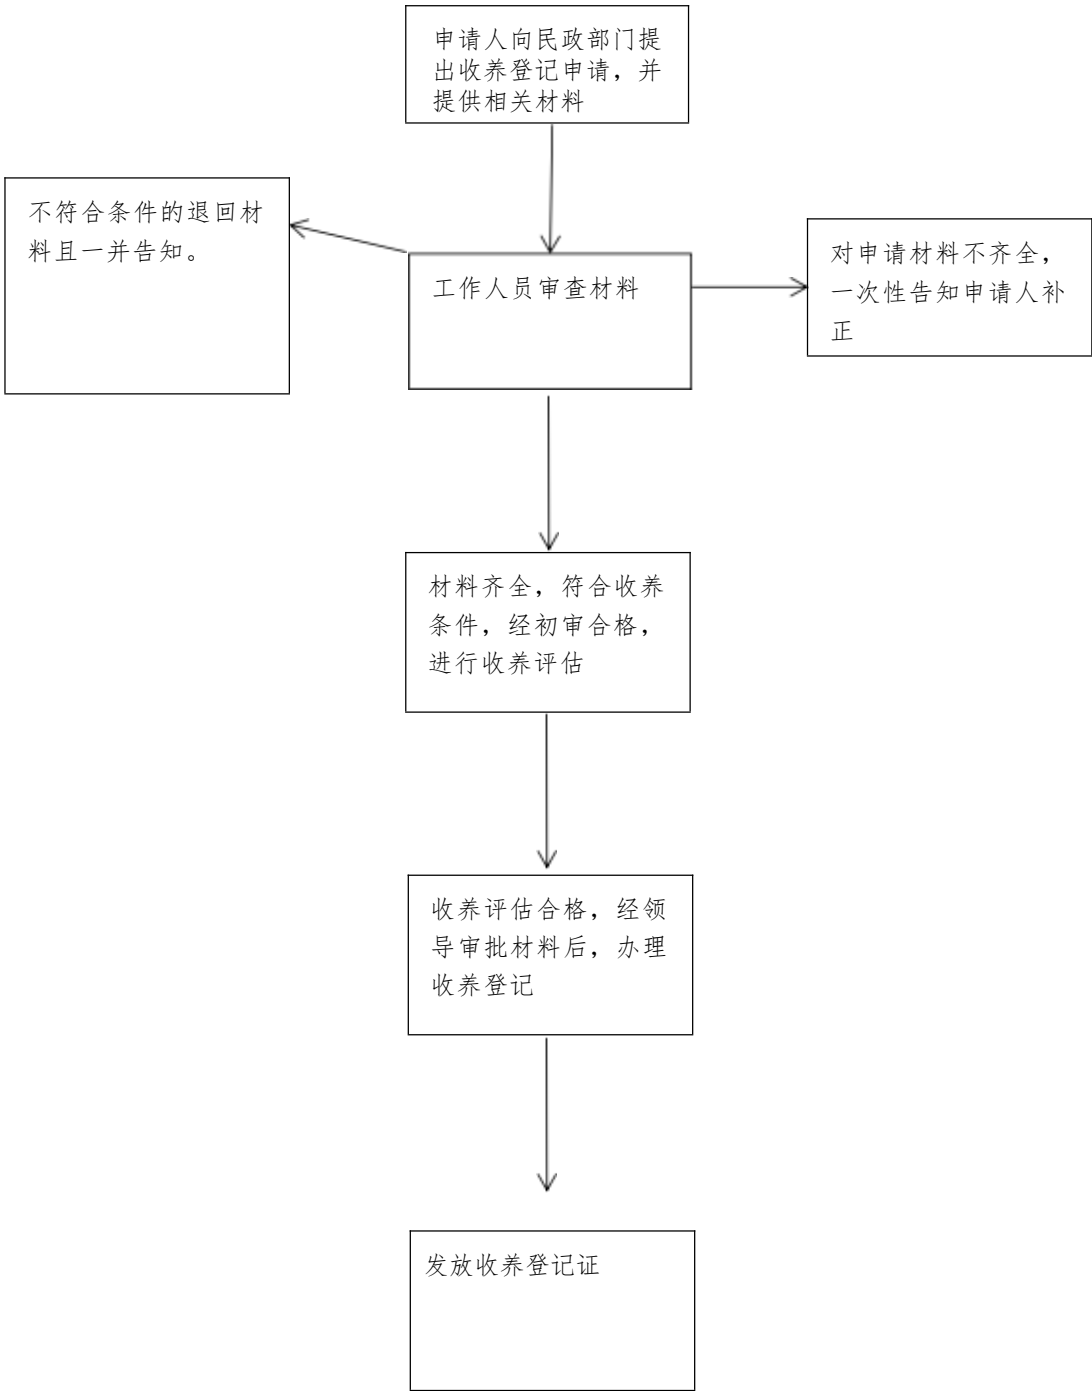 申请人向民政部门提
出收养登记申请，并
提供相关材料
不符合条件的退回材
料且一并告知。
工作人员审查材料
对申请材料不齐全，
一次性告知申请人补
正
材料齐全，符合收养
条件，经初审合格，
进行收养评估
收养评估合格，经领
导审批材料后，办理
收养登记
发放收养登记证